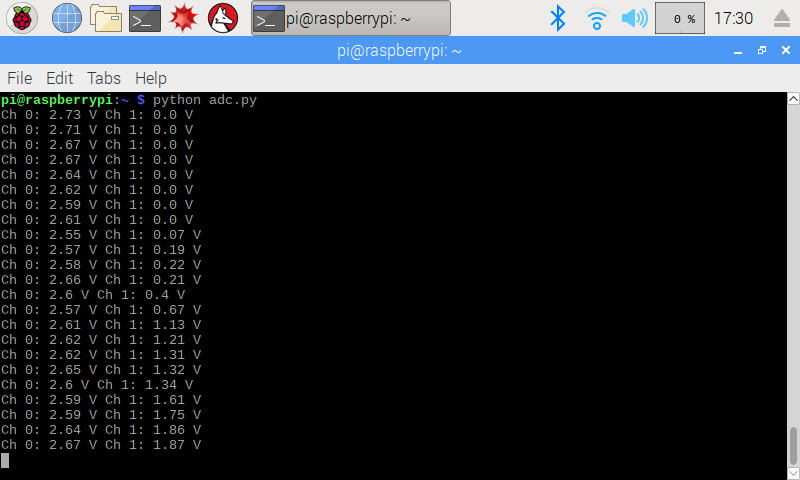 pi@raspberrypi: ~
0 %
17:30
pi@raspberrypi: ~
File Edit Tabs Help
pi@raspberrypi:~ $ python adc.py
Ch 0: 2.73 V Ch 1: 0.0 V
Ch 0: 2.71 V Ch 1: 0.0 V
Ch 0: 2.67 V Ch 1: 0.0 V
Ch 0: 2.67 V Ch 1: 0.0 V
Ch 0: 2.64 V Ch 1: 0.0 V
Ch 0: 2.62 V Ch 1: 0.0 V
Ch 0: 2.59 V Ch 1: 0.0 V
Ch 0: 2.61 V Ch 1: 0.0 V
Ch 0: 2.55 V Ch 1: 0.07 V
Ch 0: 2.57 V Ch 1: 0.19 V
Ch 0: 2.58 V Ch 1: 0.22 V
Ch 0: 2.66 V Ch 1: 0.21 V
Ch 0: 2.6 V Ch 1: 0.4 V
Ch 0: 2.57 V Ch 1: 0.67 V
Ch 0: 2.61 V Ch 1: 1.13 V
Ch 0: 2.62 V Ch 1: 1.21 V
Ch 0: 2.62 V Ch 1: 1.31 V
Ch 0: 2.65 V Ch 1: 1.32 V
Ch 0: 2.6 V Ch 1: 1.34 V
Ch 0: 2.59 V Ch 1: 1.61 V
Ch 0: 2.59 V Ch 1: 1.75 V
Ch 0: 2.64 V Ch 1: 1.86 V
Ch 0: 2.67 V Ch 1: 1.87 V